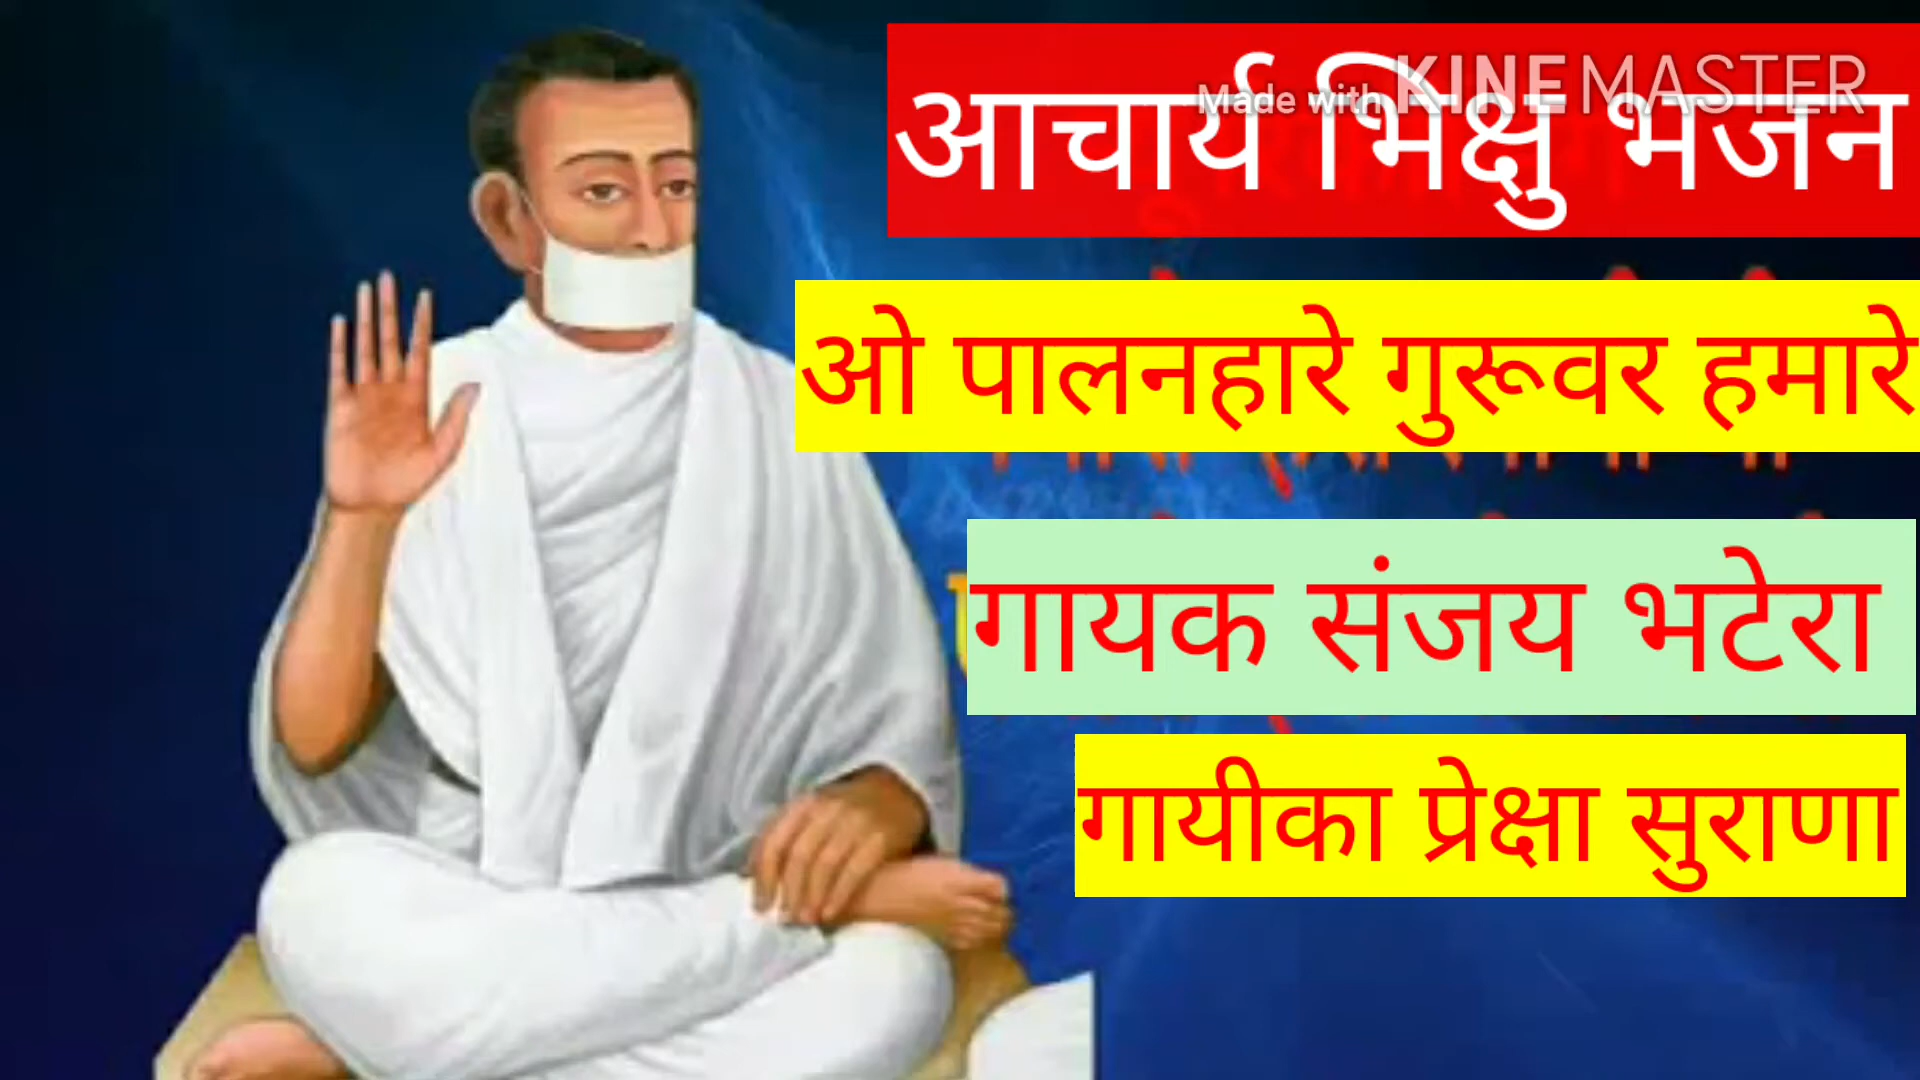 आचार्य भिक्षु भजन
Made with KINEMASTER
ओ पालनहारे गुरूवर हमारे
गायक संजय भटेरा
गायीका प्रेक्षा सुराणा